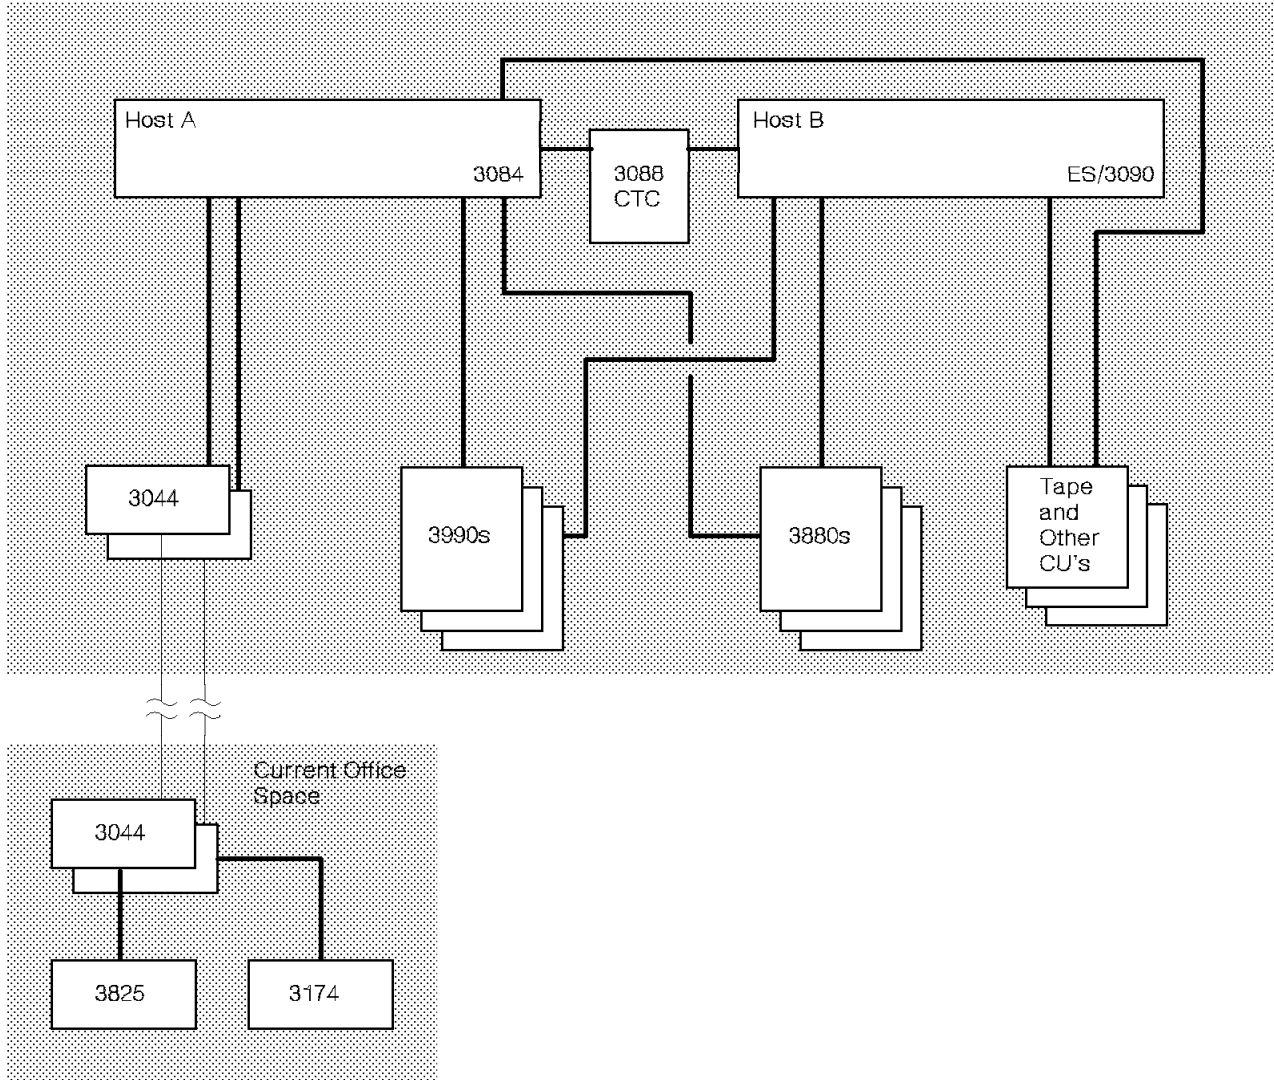 Host A
3084
3088
CTC
Host B
ES/3090
3044
3990s
3880s
Tape
and
Other
CU's
Current Office
Space
3044
3825
3174